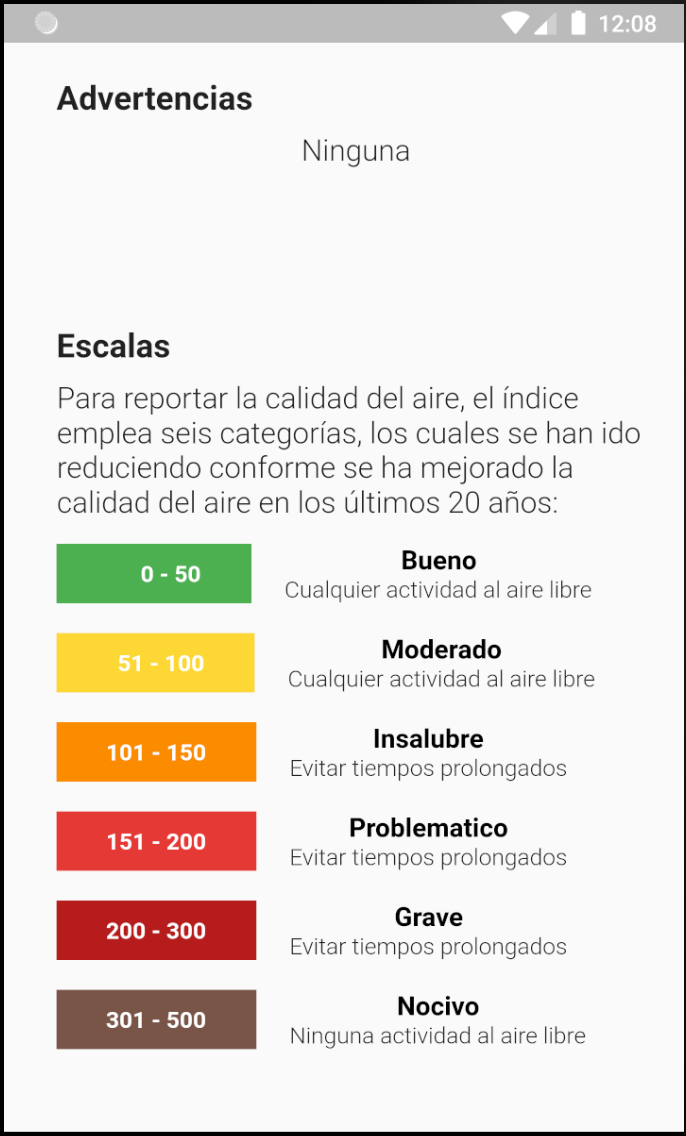 12:08
Advertencias
Ninguna
Escalas
Para reportar la calidad del aire, el índice
emplea seis categorías, los cuales se han ido
reduciendo conforme se ha mejorado la
calidad del aire en los últimos 20 años:
0 - 50
Bueno
Cualquier actividad al aire libre
51 - 100
Moderado
Cualquier actividad al aire libre
101 - 150
Insalubre
Evitar tiempos prolongados
151 - 200
Problematico
Evitar tiempos prolongados
200 - 300
Grave
Evitar tiempos prolongados
301 - 500
Nocivo
Ninguna actividad al aire libre